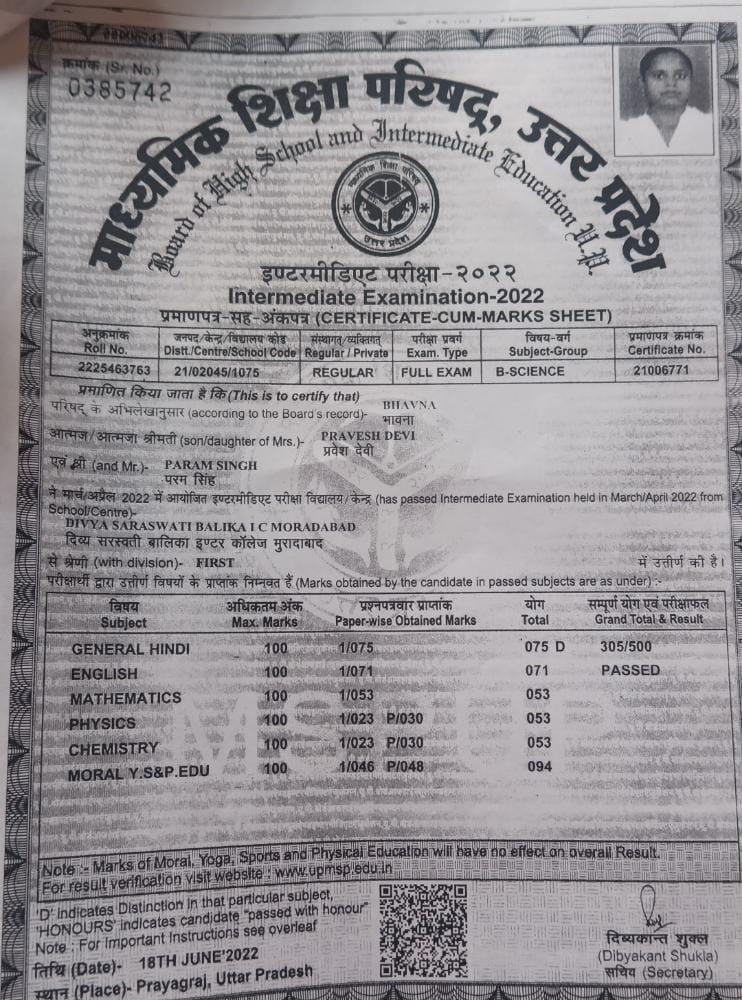 क्रमांक (Sr. No.)
0385742
माध्यमिक शिक्षा परिषद्, उत्तर प्रदेश
Board of High School and Intermediate Education U.P.
माध्यमिक शिक्षा परिषद्
उत्तर प्रदेश
इण्टरमीडिएट परीक्षा-२०२२
Intermediate Examination-2022
प्रमाणपत्र-सह-अंकपत्र (CERTIFICATE-CUM-MARKS SHEET)
अनुक्रमांक जनपद/केन्द्र/विद्यालय कोड संस्थागत/व्यक्तिगत परीक्षा प्रवर्ग विषय-वर्ग प्रमाणपत्र क्रमांक
Roll No. Distt./Centre/School Code Regular / Private Exam. Type Subject-Group Certificate No.
2225463763 21/02045/1075 REGULAR FULL EXAM B-SCIENCE 21006771
प्रमाणित किया जाता है कि (This is to certify that)
परिषद् के अभिलेखानुसार (according to the Board's record)- BHAVNA
भावना
आत्मज/आत्मजा श्रीमती (son/daughter of Mrs.)- PRAVESH DEVI
प्रवेश देवी
एवं श्री (and Mr.)- PARAM SINGH
परम सिंह
ने मार्च/अप्रैल 2022 में आयोजित इण्टरमीडिएट परीक्षा विद्यालय/केन्द्र (has passed Intermediate Examination held in March/April 2022 from
School/Centre)-
DIVYA SARASWATI BALIKA I C MORADABAD
दिव्य सरस्वती बालिका इण्टर कॉलेज मुरादाबाद
से श्रेणी (with division)- FIRST में उत्तीर्ण की है।
परीक्षार्थी द्वारा उत्तीर्ण विषयों के प्राप्तांक निम्नवत हैं (Marks obtained by the candidate in passed subjects are as under) :-
विषय अधिकतम अंक प्रश्नपत्रवार प्राप्तांक योग सम्पूर्ण योग एवं परीक्षाफल
Subject Max. Marks Paper-wise Obtained Marks Total Grand Total & Result
GENERAL HINDI 100 1/075 075 D 305/500
ENGLISH 100 1/071 071 PASSED
MATHEMATICS 100 1/053 053
PHYSICS 100 1/023 P/030 053
CHEMISTRY 100 1/023 P/030 053
MORAL Y.S&P.EDU 100 1/046 P/048 094
Note :- Marks of Moral, Yoga, Sports and Physical Education will have no effect on overall Result.
For result verification visit website : www.upmsp.edu.in
'D' indicates Distinction in that particular subject,
'HONOURS' indicates candidate "passed with honour"
Note : For Important Instructions see overleaf
तिथि (Date)- 18TH JUNE'2022
स्थान (Place)- Prayagraj, Uttar Pradesh
दिब्यकान्त शुक्ल
(Dibyakant Shukla)
सचिव (Secretary)